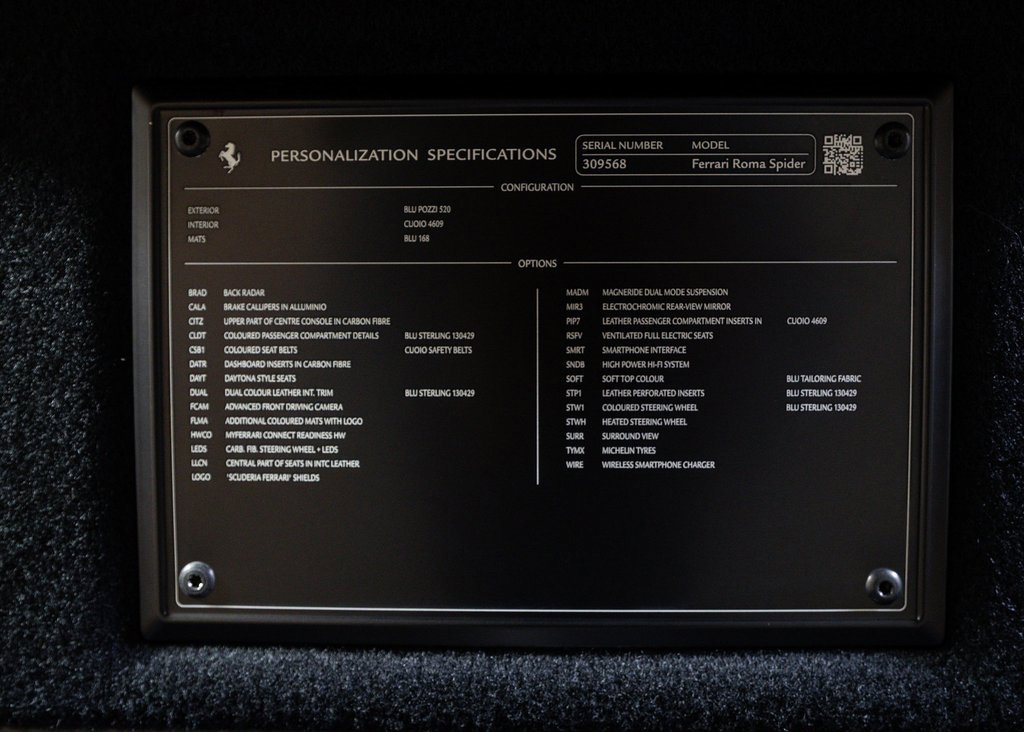 PERSONALIZATION SPECIFICATIONS
SERIAL NUMBER MODEL
309568 Ferrari Roma Spider
CONFIGURATION
EXTERIOR BLU POZZI 520
INTERIOR CUOIO 4609
MATS BLU 168
OPTIONS
BRAD BACK RADAR
CALA BRAKE CALLIPERS IN ALLUMINIO
CITZ UPPER PART OF CENTRE CONSOLE IN CARBON FIBRE
CLDT COLOURED PASSENGER COMPARTMENT DETAILS BLU STERLING 130429
CSB1 COLOURED SEAT BELTS CUOIO SAFETY BELTS
DATR DASHBOARD INSERTS IN CARBON FIBRE
DAYT DAYTONA STYLE SEATS
DUAL DUAL COLOUR LEATHER INT. TRIM BLU STERLING 130429
FCAM ADVANCED FRONT DRIVING CAMERA
FLMA ADDITIONAL COLOURED MATS WITH LOGO
HWCO MYFERRARI CONNECT READINESS HW
LEDS CARB. FIB. STEERING WHEEL + LEDS
LLCN CENTRAL PART OF SEATS IN INTC LEATHER
LOGO 'SCUDERIA FERRARI' SHIELDS
MADM MAGNERIDE DUAL MODE SUSPENSION
MIR3 ELECTROCHROMIC REAR-VIEW MIRROR
PIP7 LEATHER PASSENGER COMPARTMENT INSERTS IN CUOIO 4609
RSFV VENTILATED FULL ELECTRIC SEATS
SMRT SMARTPHONE INTERFACE
SNDB HIGH POWER HI-FI SYSTEM
SOFT SOFT TOP COLOUR BLU TAILORING FABRIC
STP1 LEATHER PERFORATED INSERTS BLU STERLING 130429
STW1 COLOURED STEERING WHEEL BLU STERLING 130429
STWH HEATED STEERING WHEEL
SURR SURROUND VIEW
TYMX MICHELIN TYRES
WIRE WIRELESS SMARTPHONE CHARGER